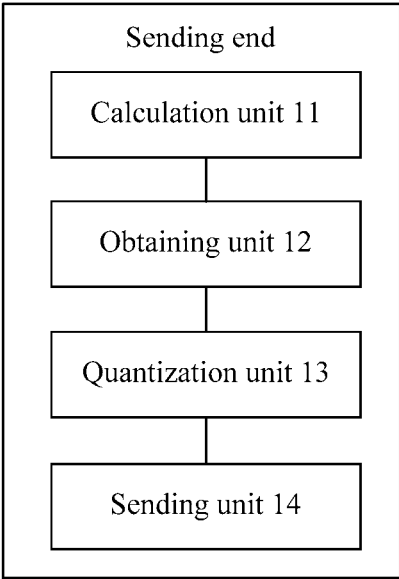 Sending end
Calculation unit 11
Obtaining unit 12
Quantization unit 13
Sending unit 14